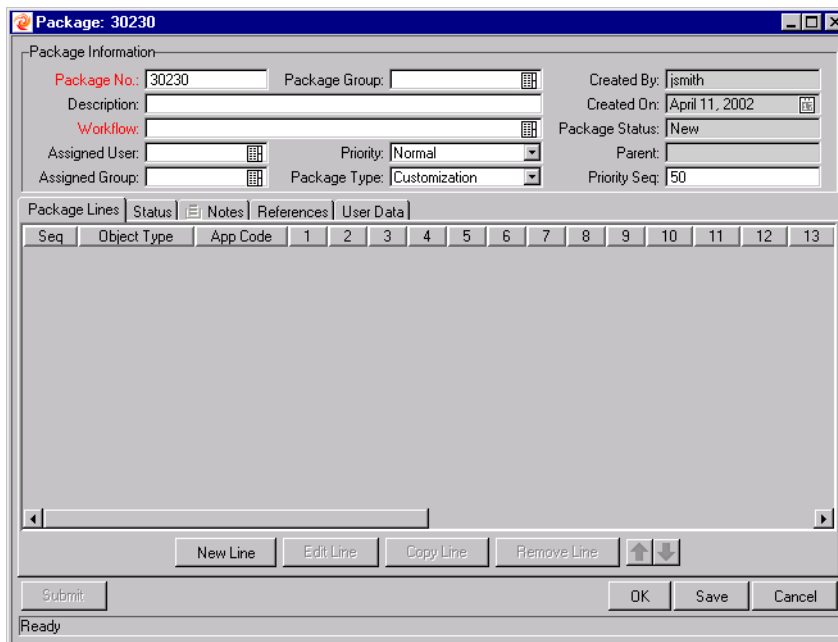 Package: 30230
Package Information
Package No.: 30230 Package Group: Created By: jsmith
Description: Created On: April 11, 2002
Workflow: Package Status: New
Assigned User: Priority: Normal Parent:
Assigned Group: Package Type: Customization Priority Seq: 50
Package Lines Status Notes References User Data
Seq Object Type App Code 1 2 3 4 5 6 7 8 9 10 11 12 13
New Line Edit Line Copy Line Remove Line
Submit OK Save Cancel
Ready